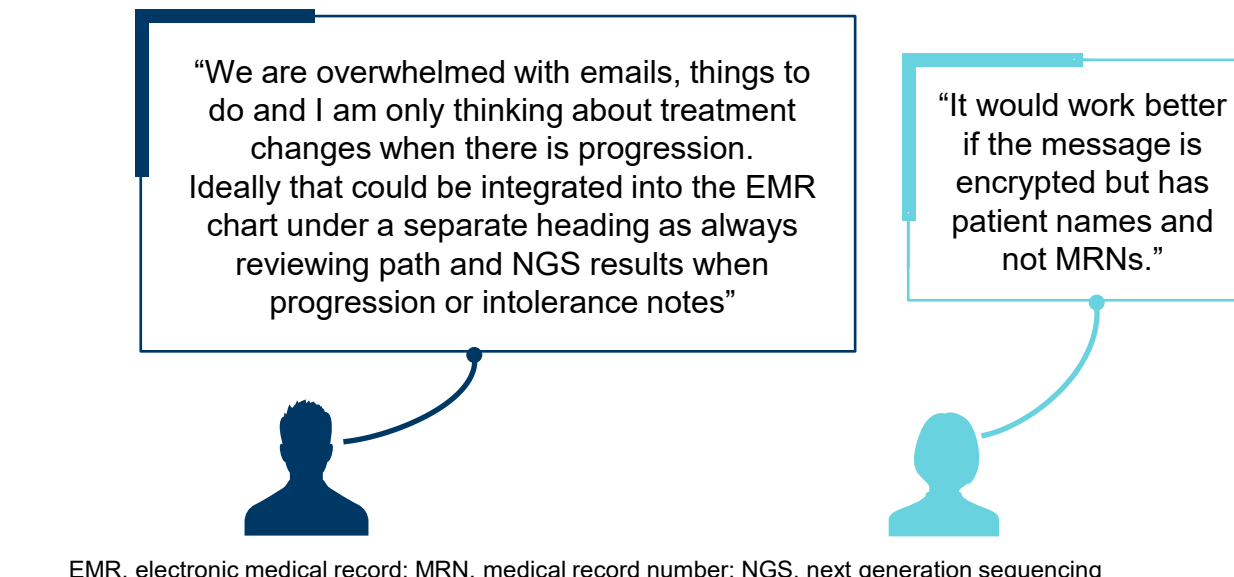 “We are overwhelmed with emails, things to
do and I am only thinking about treatment
changes when there is progression.
Ideally that could be integrated into the EMR
chart under a separate heading as always
reviewing path and NGS results when
progression or intolerance notes”
“It would work better
if the message is
encrypted but has
patient names and
not MRNs.”
EMR, electronic medical record; MRN, medical record number; NGS, next generation sequencing